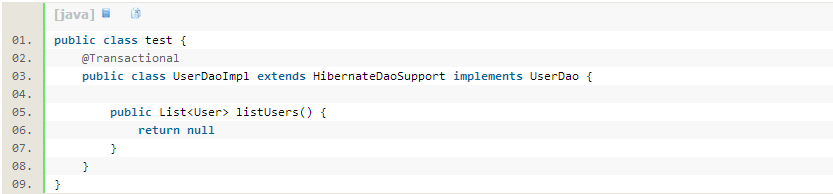 [java]
01. public class test {
02. @Transactional
03. public class UserDaoImpl extends HibernateDaoSupport implements UserDao {
04.
05. public List<User> listUsers() {
06. return null
07. }
08. }
09. }